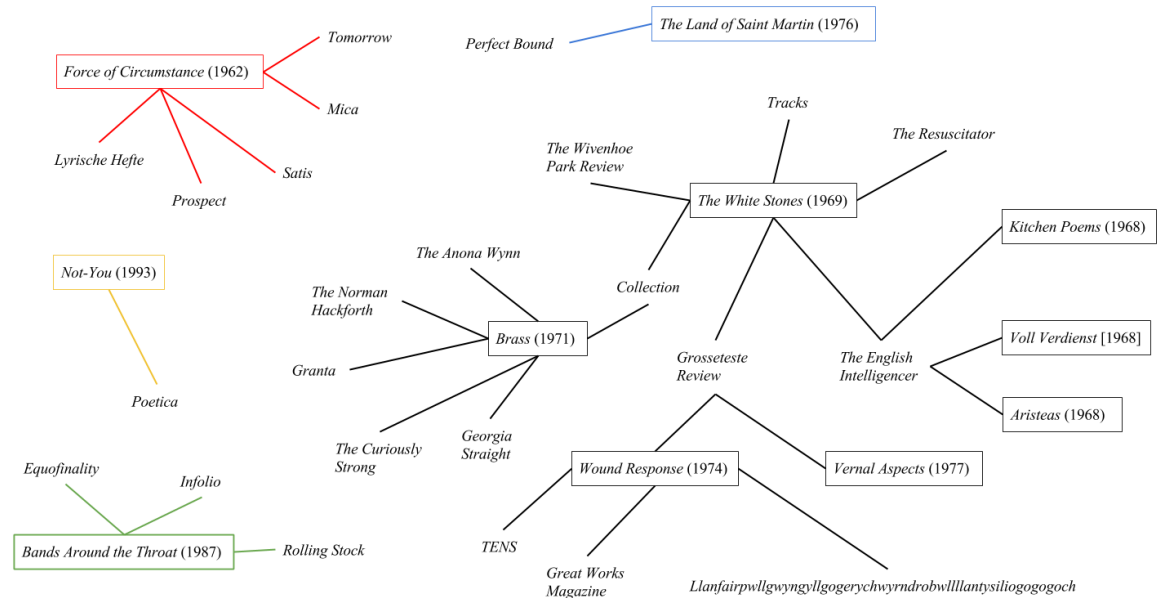 Tomorrow
The Land of Saint Martin (1976)
Perfect Bound
Force of Circumstance (1962)
Mica
Tracks
The Resuscitator
Lyrische Hefte
The Wivenhoe
Park Review
Satis
Prospect
The White Stones (1969)
Kitchen Poems (1968)
The Anona Wynn
Not-You (1993)
The Norman
Hackforth
Collection
Brass (1971)
Voll Verdienst [1968]
Granta
Grosseteste
Review
The English
Intelligencer
Poetica
Aristeas (1968)
The Curiously
Strong
Georgia
Straight
Equofinality
Infolio
Wound Response (1974)
Vernal Aspects (1977)
Bands Around the Throat (1987)
Rolling Stock
TENS
Great Works
Magazine
Llanfairpwllgwyngyllgogerychwyrndrobwllllantysiliogogogoch